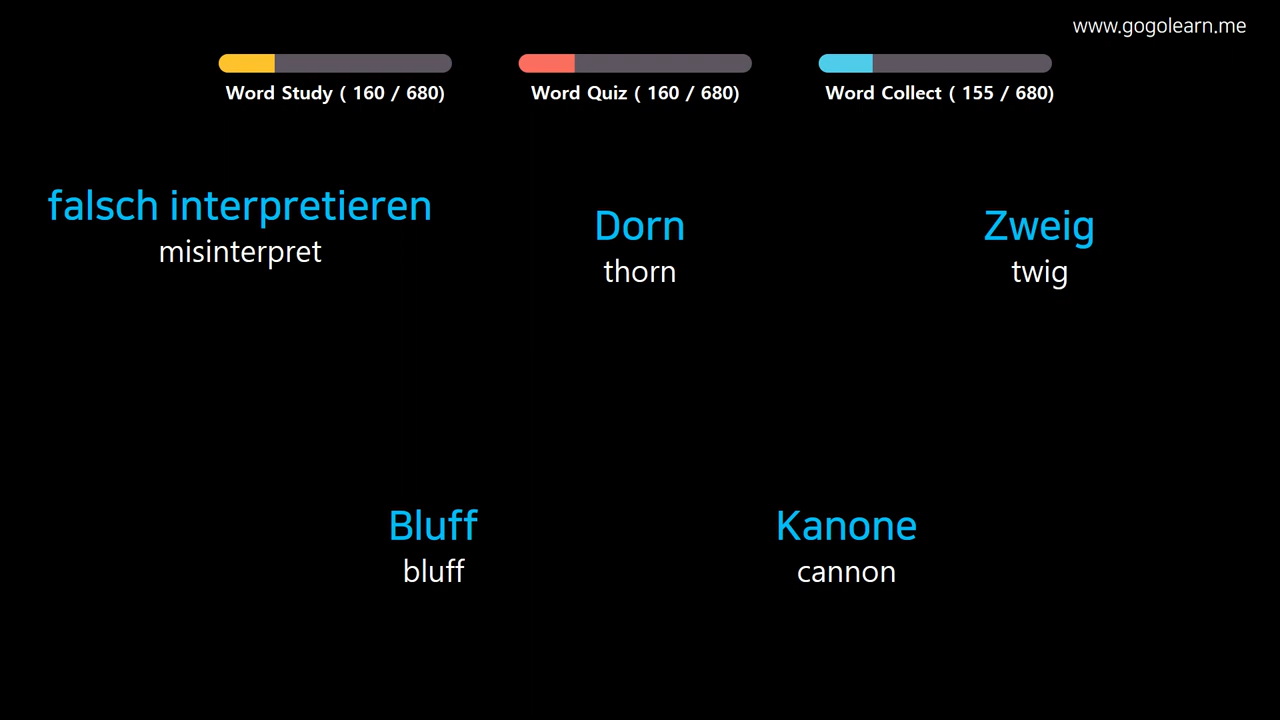 www.gogolearn.me
Word Study ( 160 / 680)
Word Quiz ( 160 / 680)
Word Collect ( 155 / 680)
falsch interpretieren
misinterpret
Dorn
thorn
Zweig
twig
Bluff
bluff
Kanone
cannon